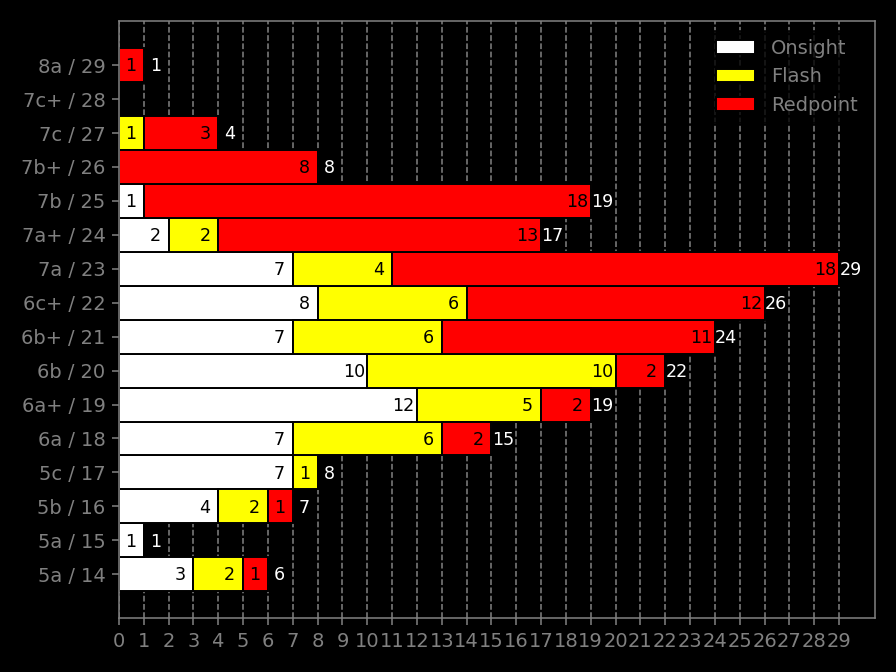 Onsight
Flash
Redpoint
8a / 29 1 1
7c+ / 28
7c / 27 1 3 4
7b+ / 26 8 8
7b / 25 1 18 19
7a+ / 24 2 2 13 17
7a / 23 7 4 18 29
6c+ / 22 8 6 12 26
6b+ / 21 7 6 11 24
6b / 20 10 10 2 22
6a+ / 19 12 5 2 19
6a / 18 7 6 2 15
5c / 17 7 1 8
5b / 16 4 2 1 7
5a / 15 1 1
5a / 14 3 2 1 6
0 1 2 3 4 5 6 7 8 9 10 11 12 13 14 15 16 17 18 19 20 21 22 23 24 25 26 27 28 29